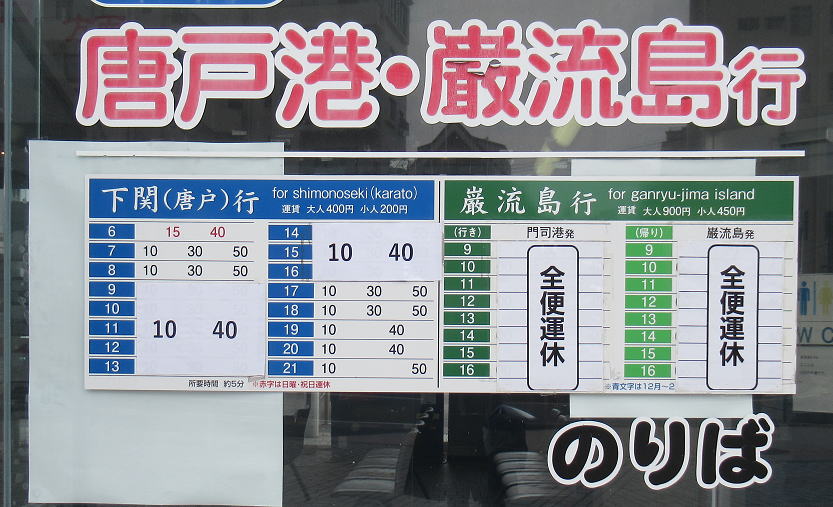 唐戸港・巌流島行
下関(唐戸)行 for shimonoseki(karato)
運賃 大人400円 小人200円
6 15 40
7 10 30 50
8 10 30 50
9
10
11
12
13
10 40
所要時間 約5分 ※赤字は日曜・祝日運休
14
15
16
10 40
17 10 30 50
18 10 30 50
19 10 40
20 10 40
21 10 50
巌流島行 for ganryu-jima island
運賃 大人900円 小人450円
(行き) 門司港発
9
10
11
12
13
14
15
16
全便運休
(帰り) 巌流島発
9
10
11
12
13
14
15
16
全便運休
※青文字は12月～2
のりば
W C